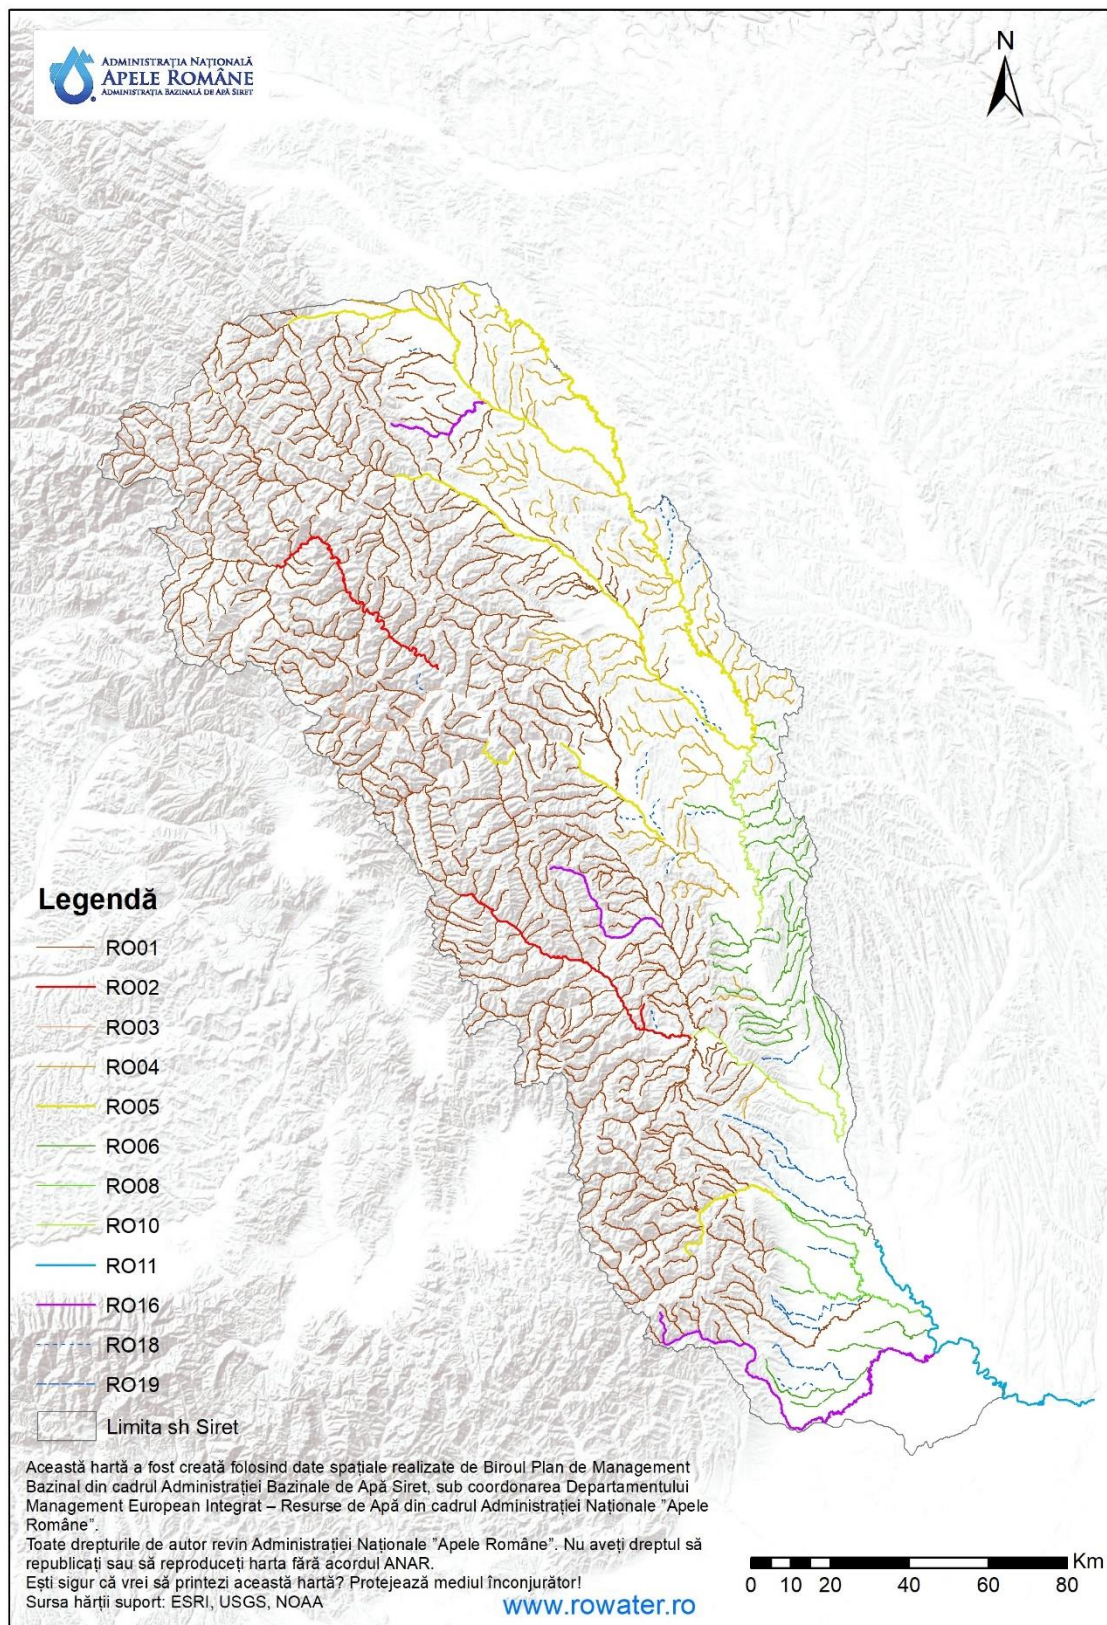 ADMINISTRAȚIA NAȚIONALĂ
APELE ROMÂNE
ADMINISTRAȚIA BAZINALĂ DE APĂ SIRET
N
Legendă
RO01
RO02
RO03
RO04
RO05
RO06
RO08
RO10
RO11
RO16
RO18
RO19
Limita sh Siret
Această hartă a fost creată folosind date spațiale realizate de Biroul Plan de Management
Bazinal din cadrul Administrației Bazinale de Apă Siret, sub coordonarea Departamentului
Management European Integrat – Resurse de Apă din cadrul Administrației Naționale "Apele
Române".
Toate drepturile de autor revin Administrației Naționale "Apele Române". Nu aveți dreptul să
republicați sau să reproduceți harta fără acordul ANAR.
Ești sigur că vrei să printezi această hartă? Protejează mediul înconjurător!
Sursa hărții suport: ESRI, USGS, NOAA
www.rowater.ro
Km
0 10 20 40 60 80